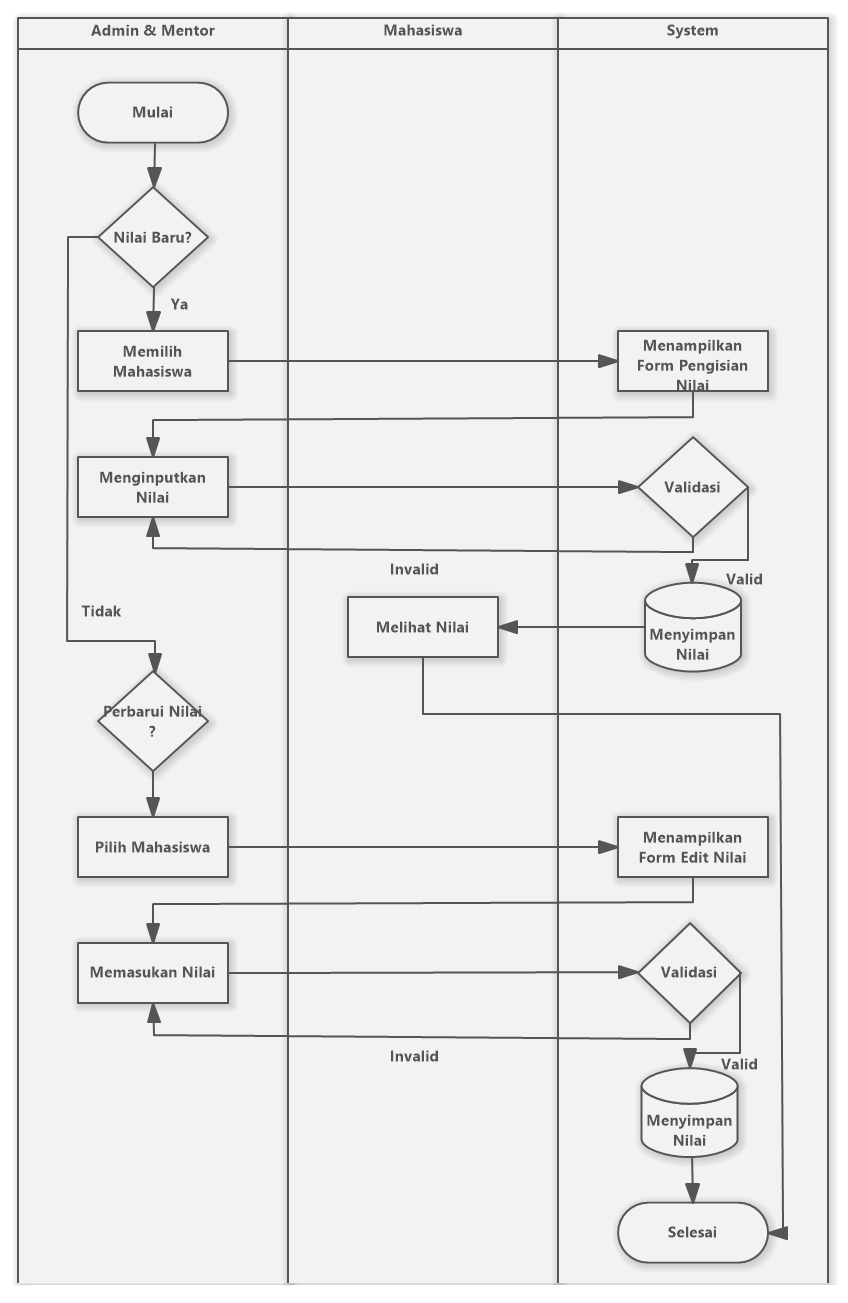 Admin & Mentor
Mahasiswa
System
Mulai
Nilai Baru?
Ya
Memilih
Mahasiswa
Menampilkan
Form Pengisian
Nilai
Menginputkan
Nilai
Validasi
Invalid
Valid
Tidak
Melihat Nilai
Menyimpan
Nilai
Perbarui Nilai
?
Pilih Mahasiswa
Menampilkan
Form Edit Nilai
Memasukan Nilai
Validasi
Invalid
Valid
Menyimpan
Nilai
Selesai